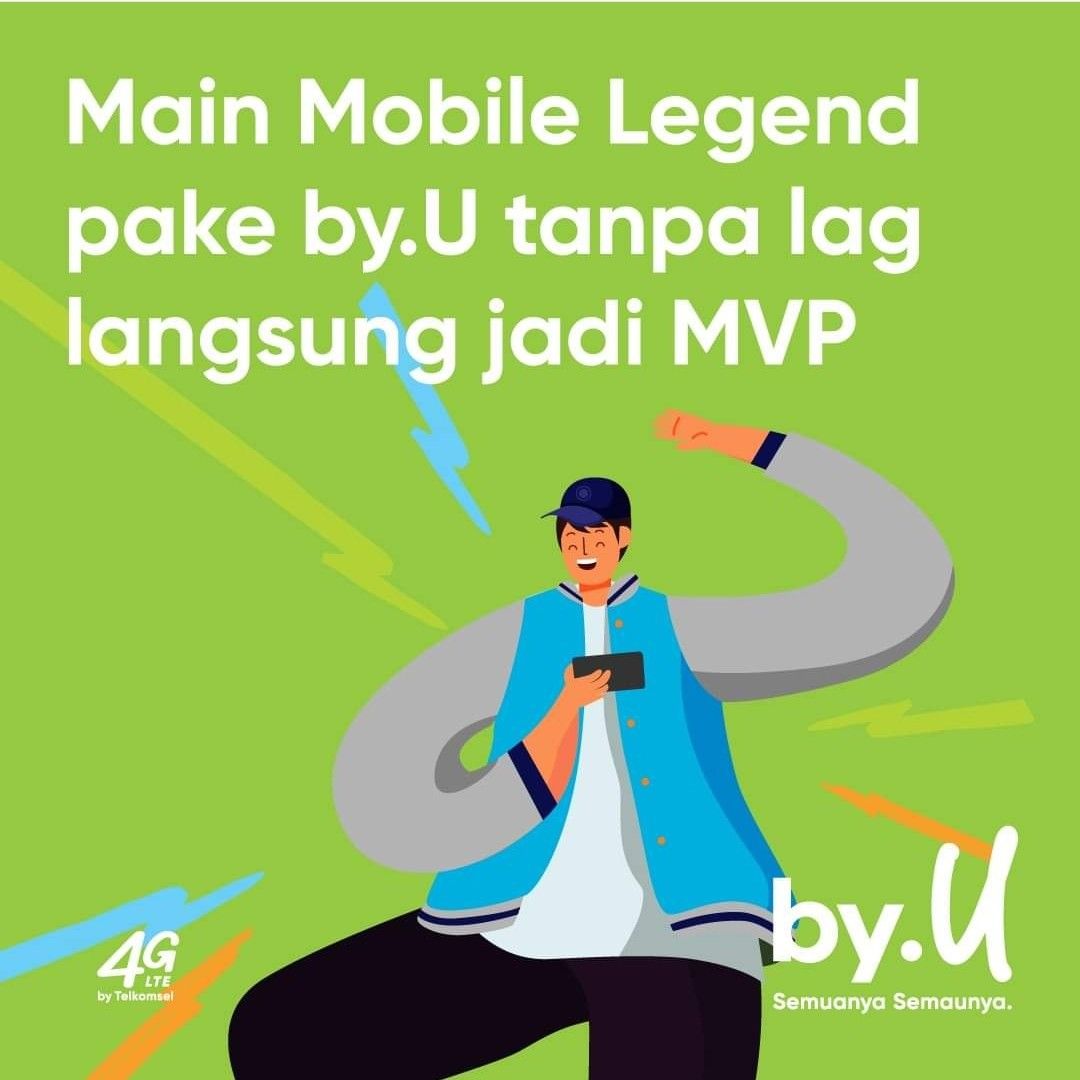 Main Mobile Legend
pake by.U tanpa lag
langsung jadi MVP
4G
LTE
by Telkomsel
by.U
Semuanya Semaunya.